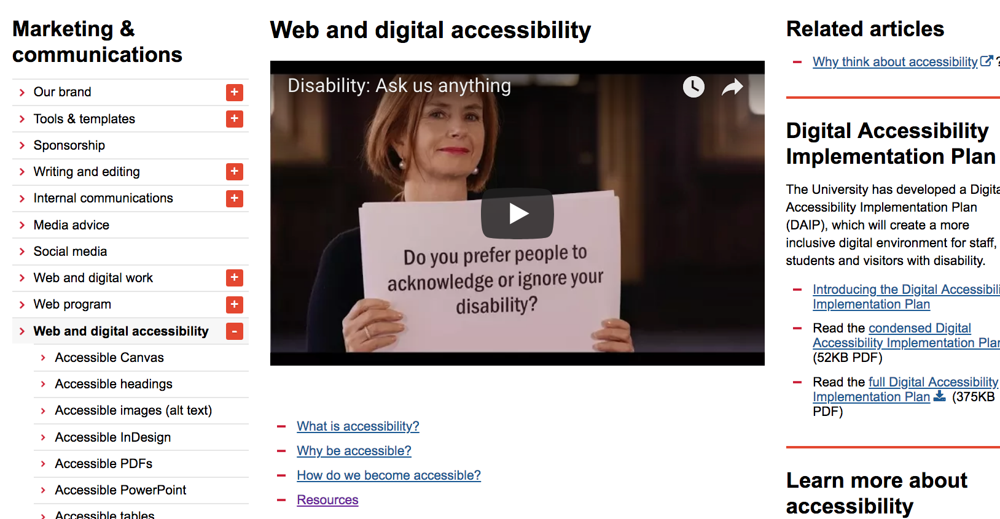 Marketing &
communications
Our brand
+
Tools & templates
+
Sponsorship
Writing and editing
+
Internal communications
+
Media advice
Social media
Web and digital work
+
Web program
+
Web and digital accessibility
-
Accessible Canvas
Accessible headings
Accessible images (alt text)
Accessible InDesign
Accessible PDFs
Accessible PowerPoint
Accessible tables
Web and digital accessibility
Disability: Ask us anything
Do you prefer people to
acknowledge or ignore your
disability?
What is accessibility?
Why be accessible?
How do we become accessible?
Resources
Related articles
Why think about accessibility ?
Digital Accessibility
Implementation Plan
The University has developed a Digita
Accessibility Implementation Plan
(DAIP), which will create a more
inclusive digital environment for staff,
students and visitors with disability.
Introducing the Digital Accessibili
Implementation Plan
Read the condensed Digital
Accessibility Implementation Plan
(52KB PDF)
Read the full Digital Accessibility
Implementation Plan (375KB
PDF)
Learn more about
accessibility